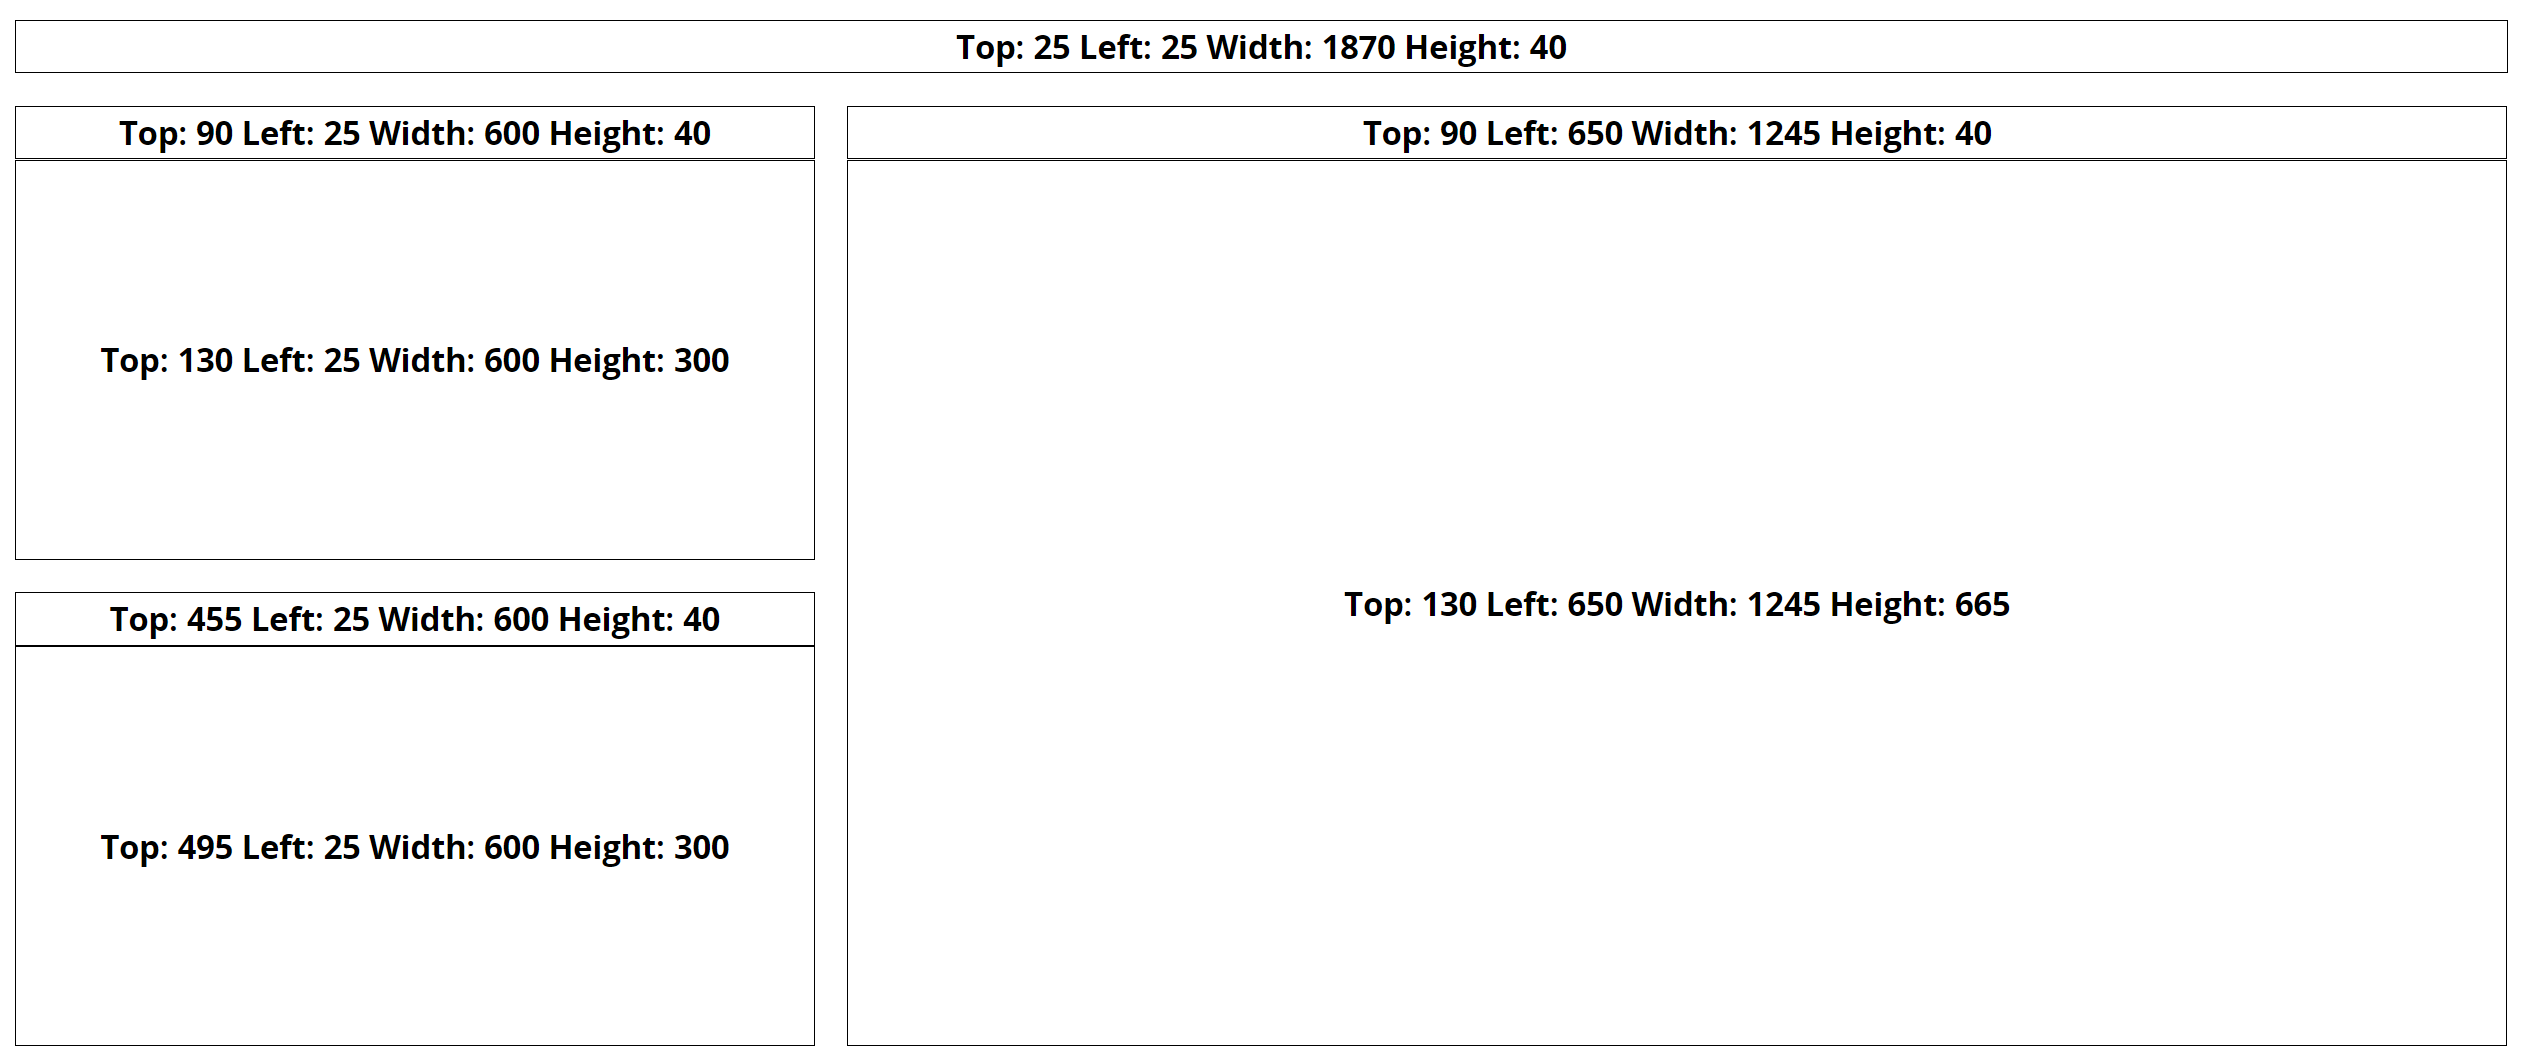 Top: 25 Left: 25 Width: 1870 Height: 40
Top: 90 Left: 25 Width: 600 Height: 40
Top: 130 Left: 25 Width: 600 Height: 300
Top: 455 Left: 25 Width: 600 Height: 40
Top: 495 Left: 25 Width: 600 Height: 300
Top: 90 Left: 650 Width: 1245 Height: 40
Top: 130 Left: 650 Width: 1245 Height: 665